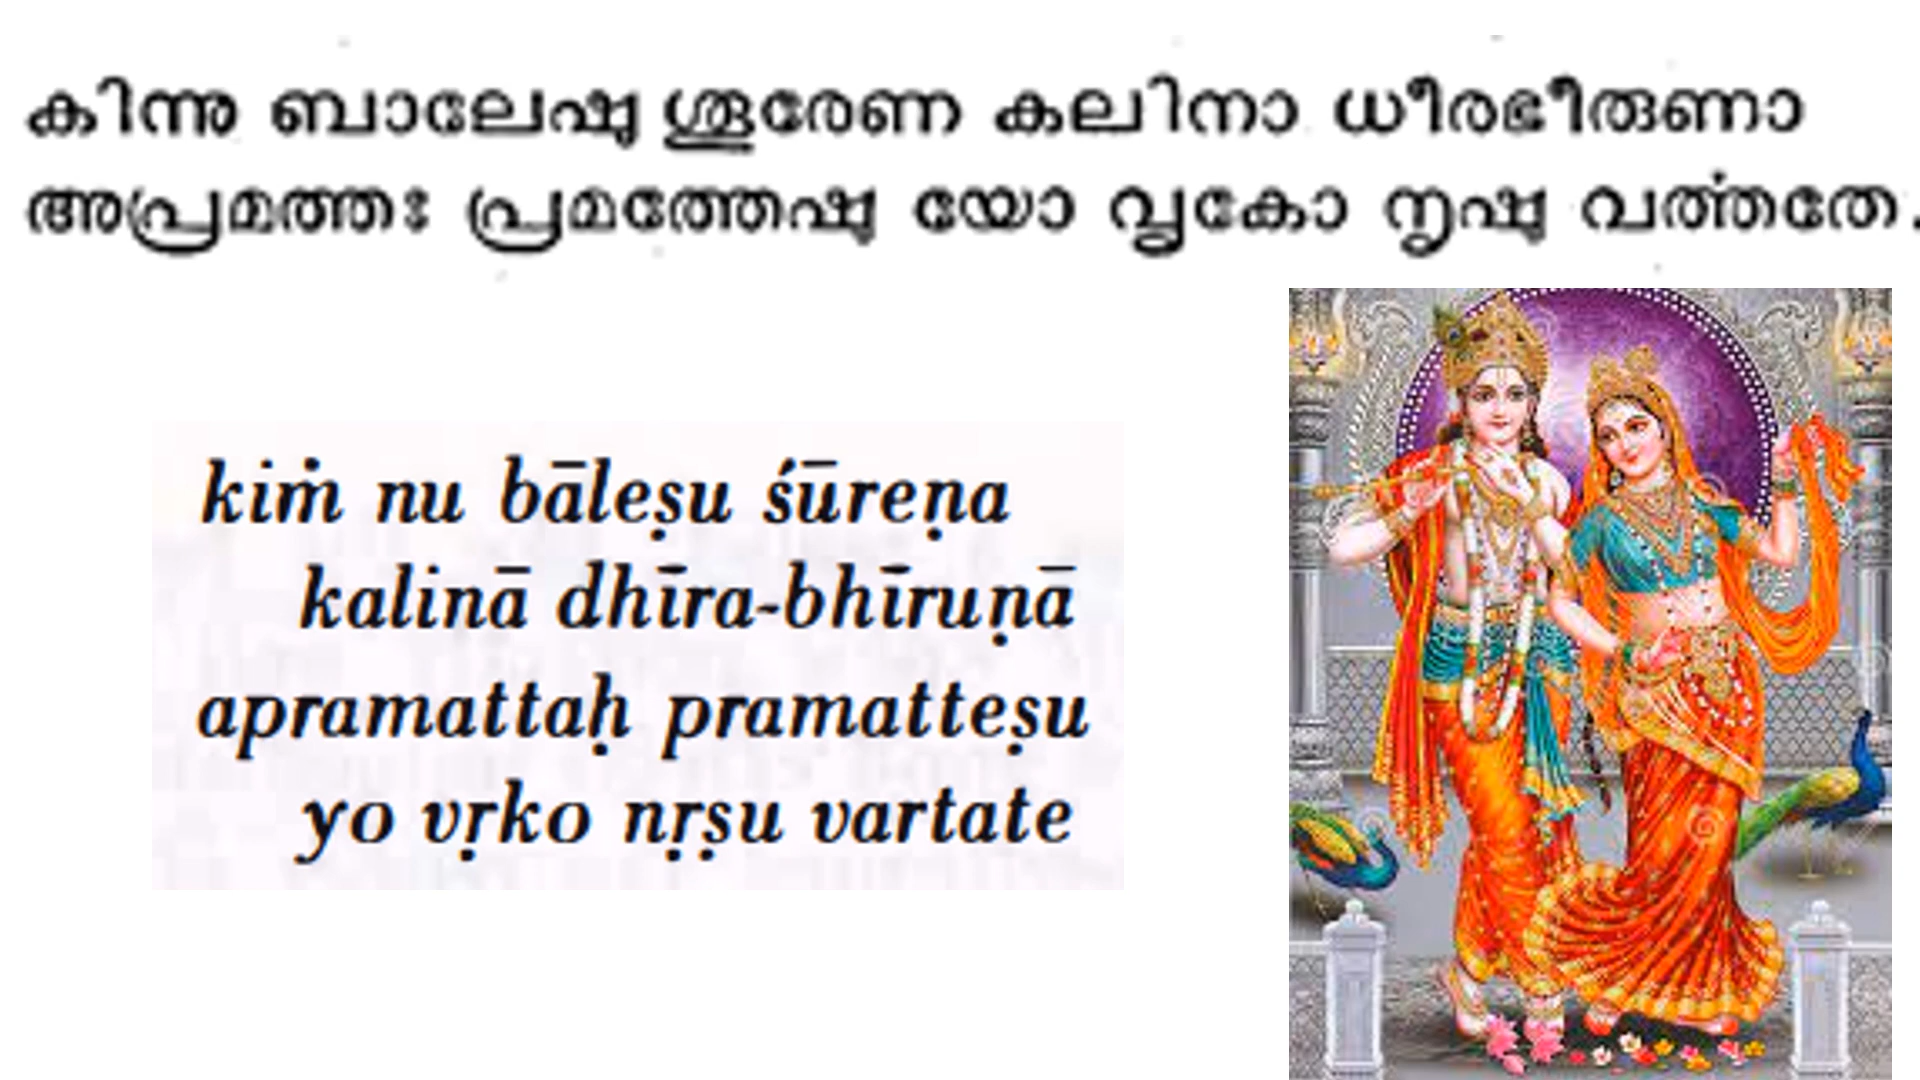 കിന്നു ബാലേഷു ശൂരേണ കലിനാ ധീരഭീരുണാ
അപ്രമത്തഃ പ്രമത്തേഷു യോ വൃകോ നൃഷു വൎത്തതേ.
kiṁ nu bāleṣu śūreṇa
kalinā dhīra-bhīruṇā
apramattaḥ pramatteṣu
yo vṛko nṛṣu vartate